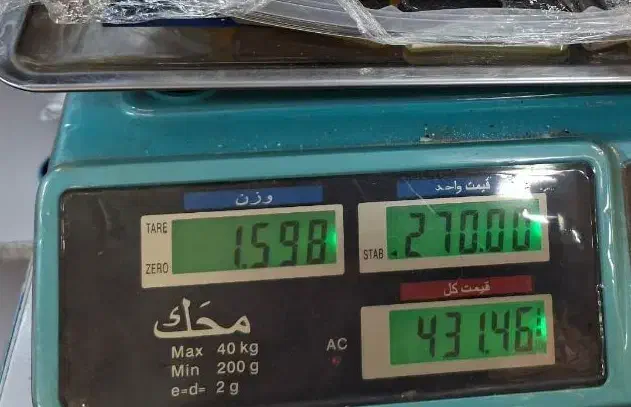 وزن
قیمت واحد
TARE
ZERO
1.598
STAB
270.00
قیمت کل
431.46
محک
Max 40 kg
Min 200 g
e=d= 2 g
AC